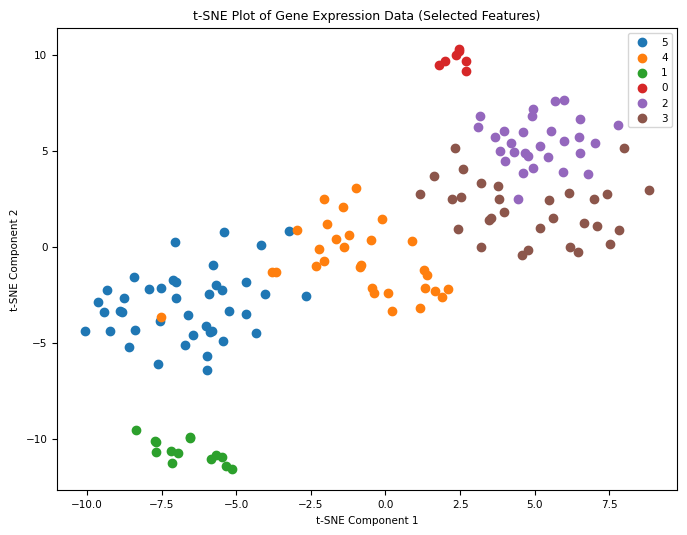 t-SNE Plot of Gene Expression Data (Selected Features)
5
4
1
0
2
3
10
5
0
−5
−10
t-SNE Component 2
−10.0 −7.5 −5.0 −2.5 0.0 2.5 5.0 7.5
t-SNE Component 1